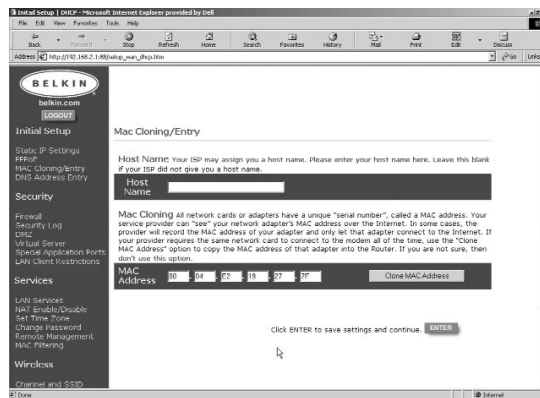 Initail Setup | DHCP - Microsoft Internet Explorer provided by Dell
File Edit View Favorites Tools Help
Back Forward Stop Refresh Home Search Favorites History Mail Print Edit Discuss
Address http://192.168.2.1:88/setup_wan_dhcp.htm Go Links
BELKIN
belkin.com
LOGOUT
Initial Setup
Static IP Settings
PPPoE
MAC Cloning/Entry
DNS Address Entry
Security
Firewall
Security Log
DMZ
Virtual Server
Special Application Ports
LAN Client Restrictions
Services
LAN Services
NAT Enable/Disable
Set Time Zone
Change Password
Remote Management
MAC Filtering
Wireless
Channel and SSID
Mac Cloning/Entry
Host Name Your ISP may assign you a host name. Please enter your host name here. Leave this blank
if your ISP did not give you a host name.
Host
Name
Mac Cloning All network cards or adapters have a unique "serial number", called a MAC address. Your
service provider can "see" your network adapter's MAC address over the Internet. In some cases, the
provider will record the MAC address of your adapter and only let that adapter connect to the Internet. If
your provider requires the same network card to connect to the modem all of the time, use the "Clone
MAC Address" option to copy the MAC address of that adapter into the Router. If you are not sure, then
don't use this option.
MAC
Address 00 . 04 . E2 . 19 . 27 . 7F Clone MAC Address
Click ENTER to save settings and continue. ENTER
Done Internet